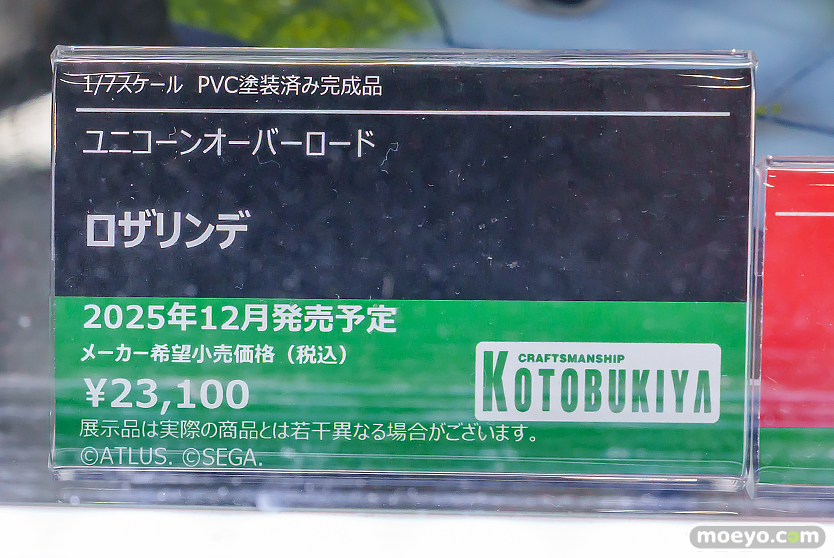 1/7スケール PVC塗装済み完成品
ユニコーンオーバーロード
ロザリンデ
2025年12月発売予定
メーカー希望小売価格（税込）
¥23,100
CRAFTSMANSHIP
KOTOBUKIYA
展示品は実際の商品とは若干異なる場合がございます。
©ATLUS. ©SEGA.
moeyo.com